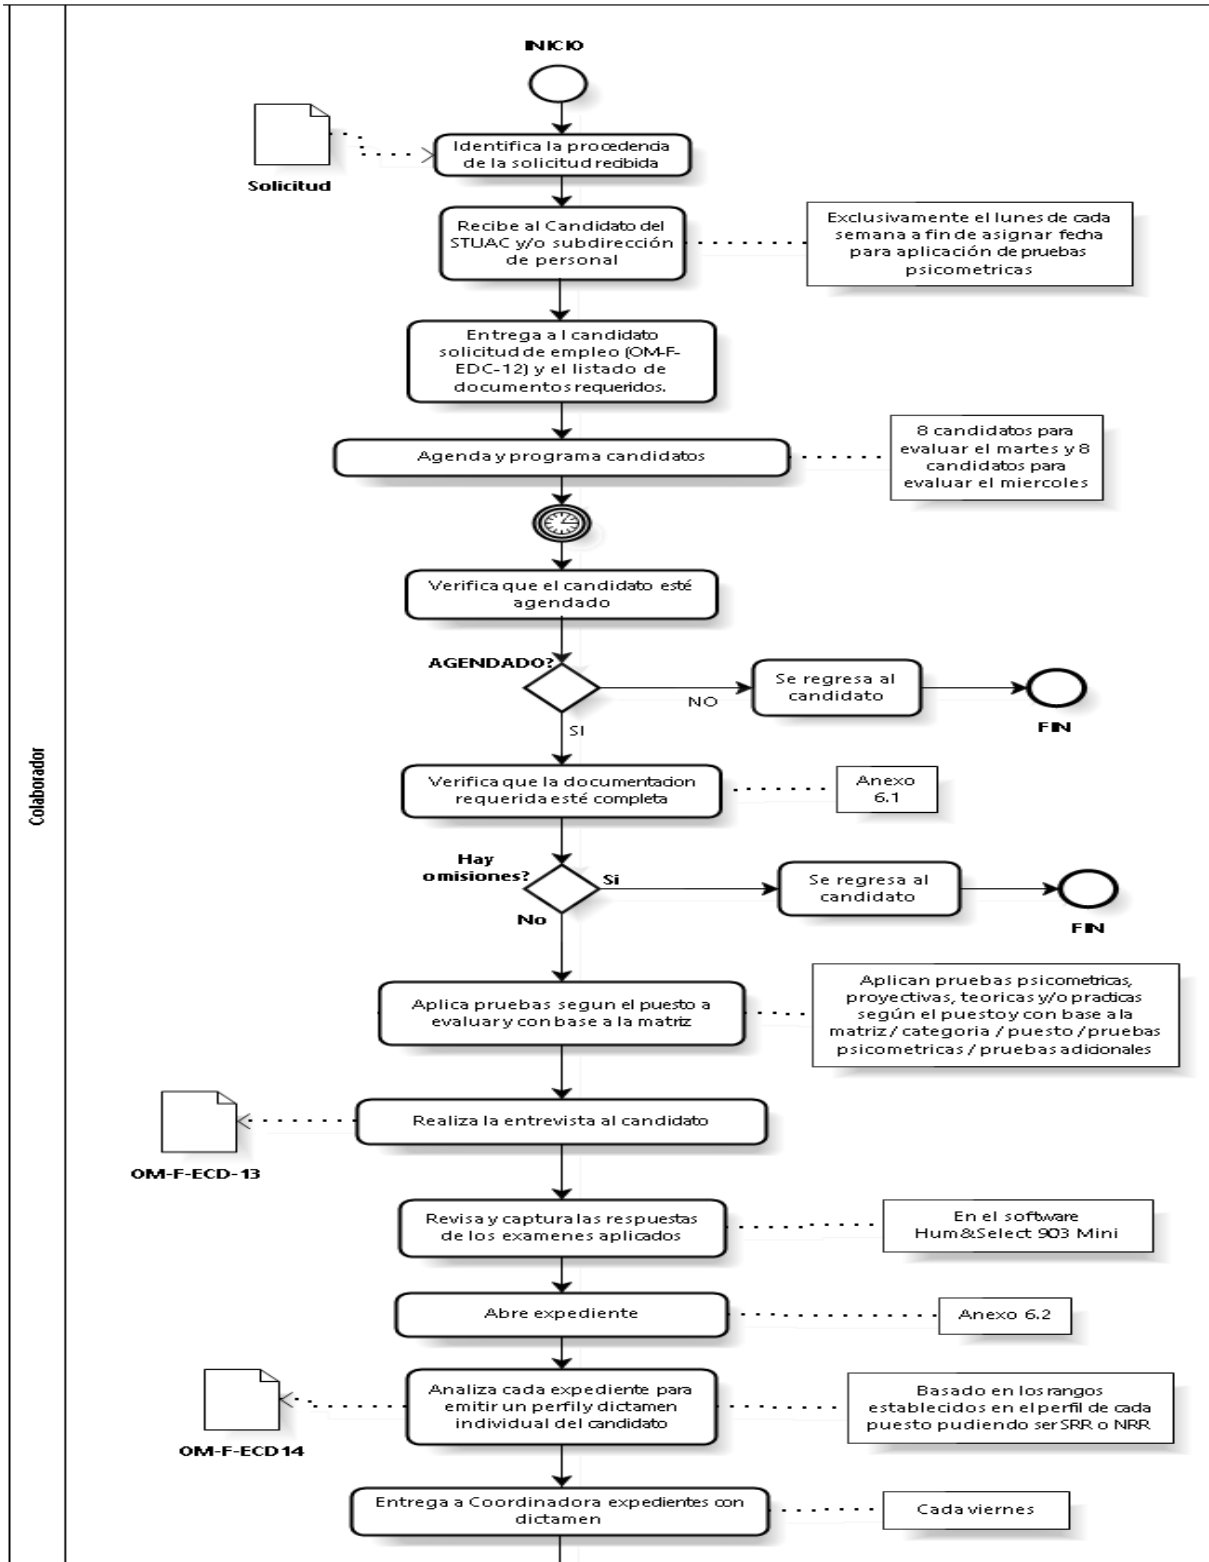 INICIO
Solicitud
Identifica la procedencia
de la solicitud recibida
Recibe al Candidato del
STUAC y/o subdirección
de personal
Exclusivamente el lunes de cada
semana a fin de asignar fecha
para aplicación de pruebas
psicometricas
Entrega a l candidato
solicitud de empleo (OM-F-
EDC-12) y el listado de
documentos requeridos.
Agenda y programa candidatos
8 candidatos para
evaluar el martes y 8
candidatos para
evaluar el miercoles
Verifica que el candidato esté
agendado
AGENDADO?
NO
Se regresa al
candidato
FIN
SI
Colaborador
Verifica que la documentacion
requerida esté completa
Anexo
6.1
Hay
omisiones?
Si
Se regresa al
candidato
FIN
No
Aplica pruebas segun el puesto a
evaluar y con base a la matriz
Aplican pruebas psicometricas,
proyectivas, teoricas y/o practicas
según el puesto y con base a la
matriz / categoria / puesto / pruebas
psicometricas / pruebas adicionales
Realiza la entrevista al candidato
OM-F-ECD-13
Revisa y captura las respuestas
de los examenes aplicados
En el software
Hum&Select 903 Mini
Abre expediente
Anexo 6.2
Analiza cada expediente para
emitir un perfil y dictamen
individual del candidato
OM-F-ECD14
Basado en los rangos
establecidos en el perfil de cada
puesto pudiendo ser SRR o NRR
Entrega a Coordinadora expedientes con
dictamen
Cada viernes